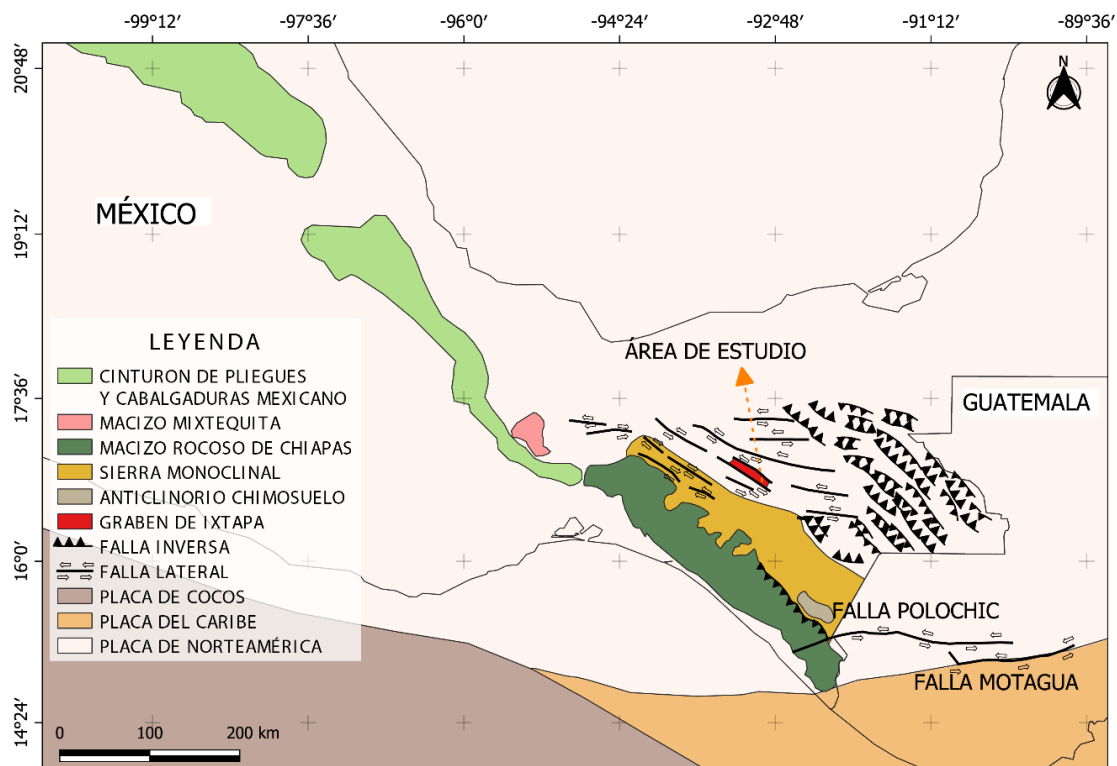 -99°12′ -97°36′ -96°0′ -94°24′ -92°48′ -91°12′ -89°36′
20°48′
N
MÉXICO
19°12′
LEYENDA
CINTURON DE PLIEGUES
Y CABALGADURAS MEXICANO
MACIZO MIXTEQUITA
MACIZO ROCOSO DE CHIAPAS
SIERRA MONOCLINAL
ANTICLINORIO CHIMOSUELO
GRABEN DE IXTAPA
FALLA INVERSA
FALLA LATERAL
PLACA DE COCOS
PLACA DEL CARIBE
PLACA DE NORTEAMÉRICA
ÁREA DE ESTUDIO
17°36′
GUATEMALA
16°0′
FALLA POLOCHIC
FALLA MOTAGUA
14°24′
0 100 200 km